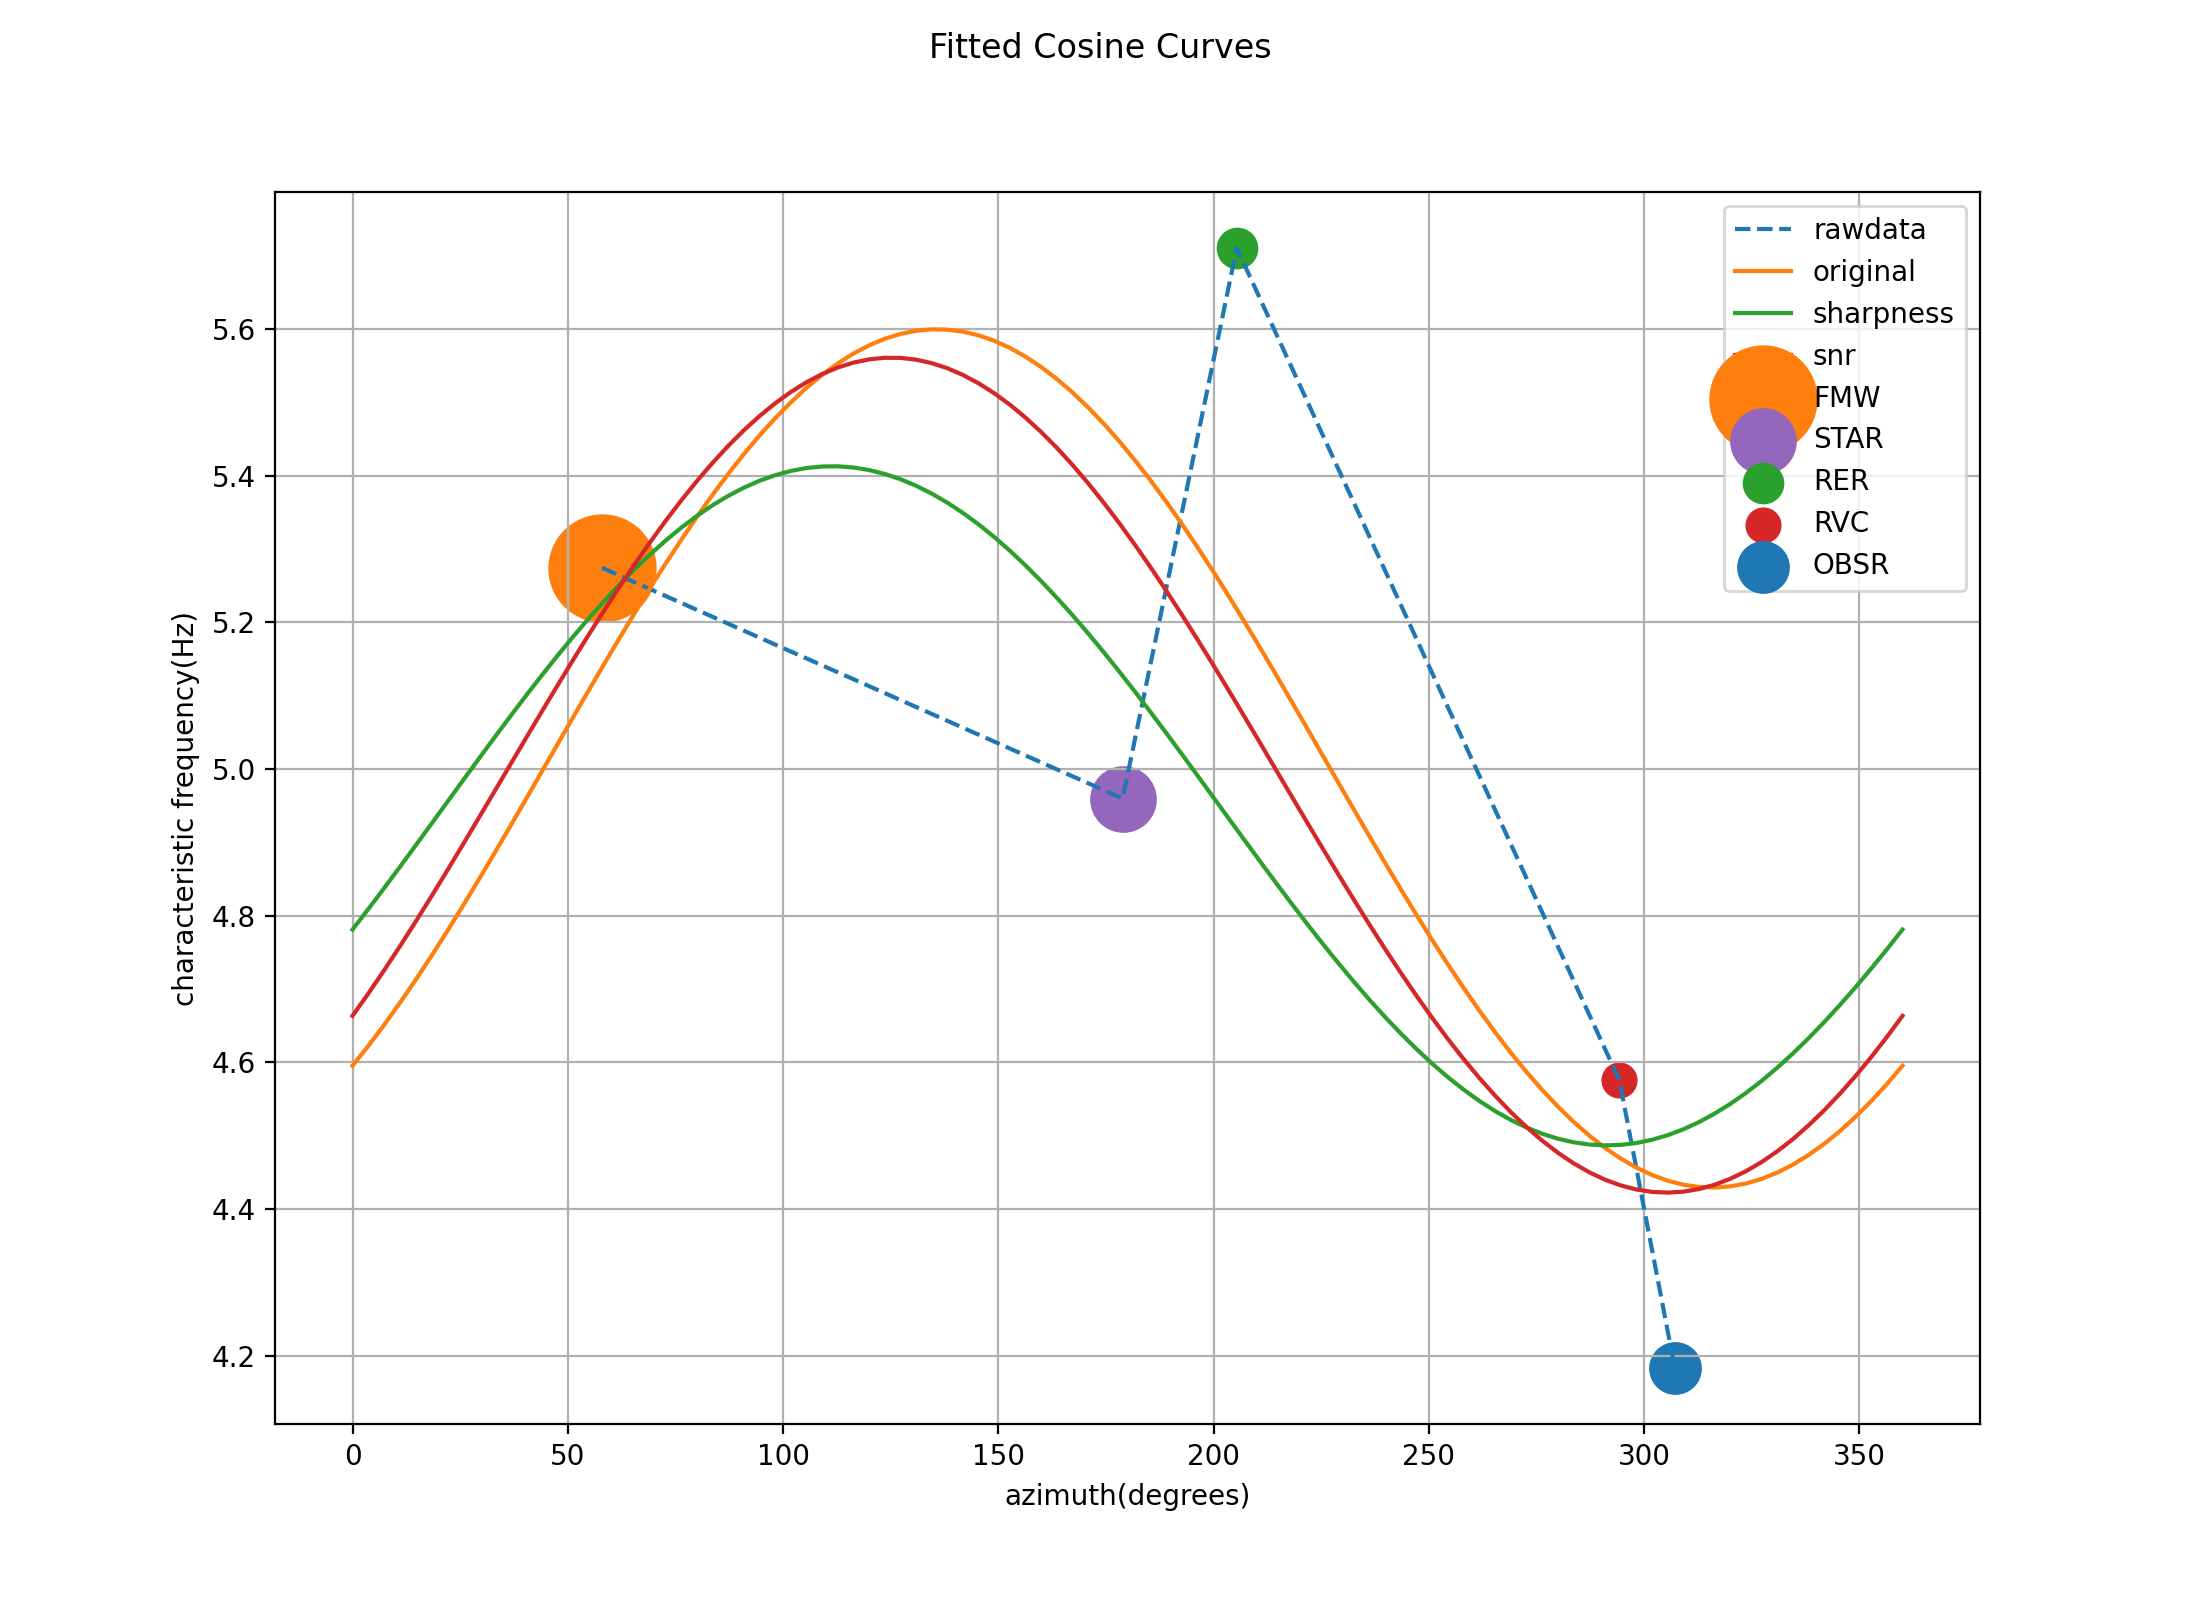 Fitted Cosine Curves
rawdata
original
sharpness
snr
FMW
STAR
RER
RVC
OBSR
characteristic frequency(Hz)
5.6
5.4
5.2
5.0
4.8
4.6
4.4
4.2
0 50 100 150 200 250 300 350
azimuth(degrees)